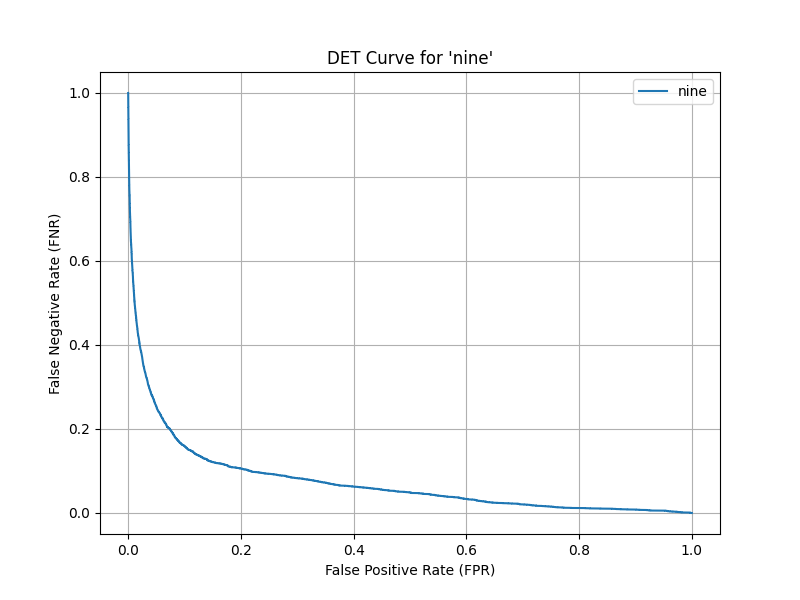 DET Curve for 'nine'
nine
1.0
0.8
0.6
0.4
0.2
0.0
False Negative Rate (FNR)
0.0 0.2 0.4 0.6 0.8 1.0
False Positive Rate (FPR)